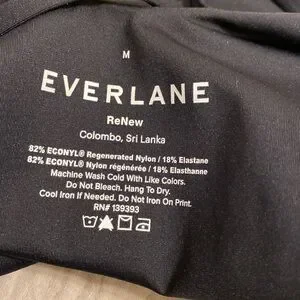 M
EVERLANE
ReNew
Colombo, Sri Lanka
82% ECONYL® Regenerated Nylon / 18% Elastane
82% ECONYL® Nylon régénérée / 18% Elasthanne
Machine Wash Cold With Like Colors.
Do Not Bleach. Hang To Dry.
Cool Iron If Needed. Do Not Iron On Print.
RN# 139393